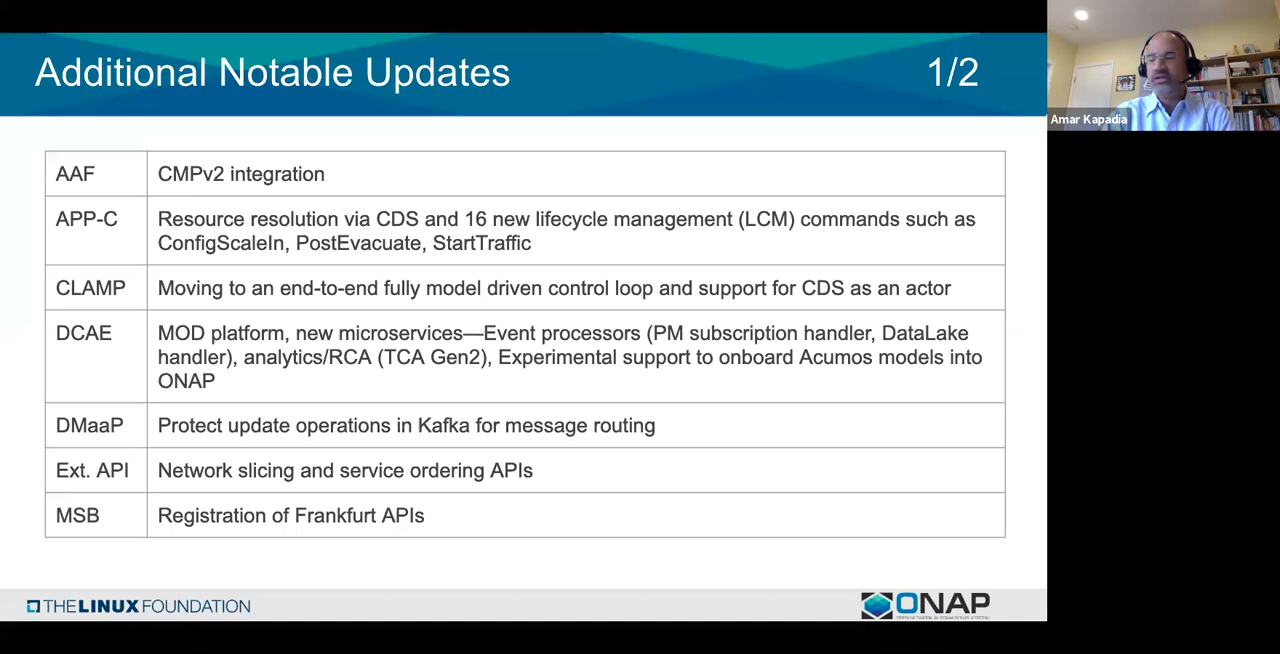 Additional Notable Updates 1/2
Amar Kapadia
AAF CMPv2 integration
APP-C Resource resolution via CDS and 16 new lifecycle management (LCM) commands such as
ConfigScaleIn, PostEvacuate, StartTraffic
CLAMP Moving to an end-to-end fully model driven control loop and support for CDS as an actor
DCAE MOD platform, new microservices—Event processors (PM subscription handler, DataLake
handler), analytics/RCA (TCA Gen2), Experimental support to onboard Acumos models into
ONAP
DMaaP Protect update operations in Kafka for message routing
Ext. API Network slicing and service ordering APIs
MSB Registration of Frankfurt APIs
THE LINUX FOUNDATION
ONAP